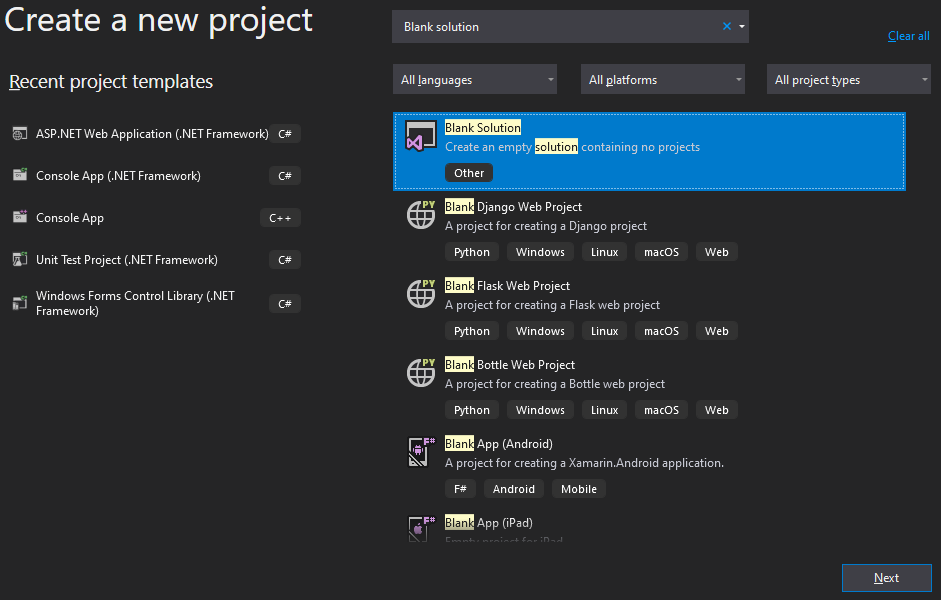 Create a new project
Blank solution
Clear all
Recent project templates
All languages
All platforms
All project types
ASP.NET Web Application (.NET Framework) C#
Console App (.NET Framework) C#
Console App C++
Unit Test Project (.NET Framework) C#
Windows Forms Control Library (.NET
Framework) C#
Blank Solution
Create an empty solution containing no projects
Other
PY
Blank Django Web Project
A project for creating a Django project
Python Windows Linux macOS Web
PY
Blank Flask Web Project
A project for creating a Flask web project
Python Windows Linux macOS Web
PY
Blank Bottle Web Project
A project for creating a Bottle web project
Python Windows Linux macOS Web
F#
Blank App (Android)
A project for creating a Xamarin.Android application.
F# Android Mobile
F#
Blank App (iPad)
Empty project for iPad
Next